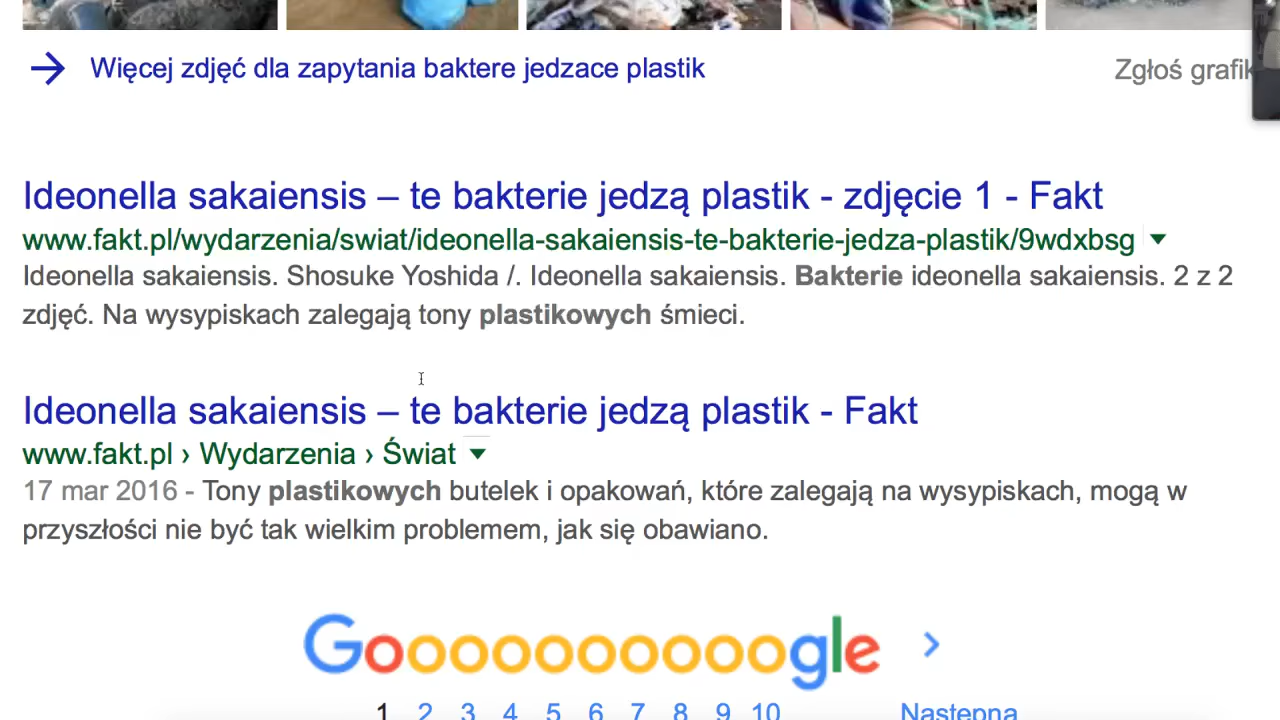 Więcej zdjęć dla zapytania baktere jedzace plastik
Zgłoś grafik
Ideonella sakaiensis – te bakterie jedzą plastik - zdjęcie 1 - Fakt
www.fakt.pl/wydarzenia/swiat/ideonella-sakaiensis-te-bakterie-jedza-plastik/9wdxbsg
Ideonella sakaiensis. Shosuke Yoshida /. Ideonella sakaiensis. Bakterie ideonella sakaiensis. 2 z 2
zdjęć. Na wysypiskach zalegają tony plastikowych śmieci.
Ideonella sakaiensis – te bakterie jedzą plastik - Fakt
www.fakt.pl › Wydarzenia › Świat
17 mar 2016 - Tony plastikowych butelek i opakowań, które zalegają na wysypiskach, mogą w
przyszłości nie być tak wielkim problemem, jak się obawiano.
Goooooooooogle
1 2 3 4 5 6 7 8 9 10 Następna